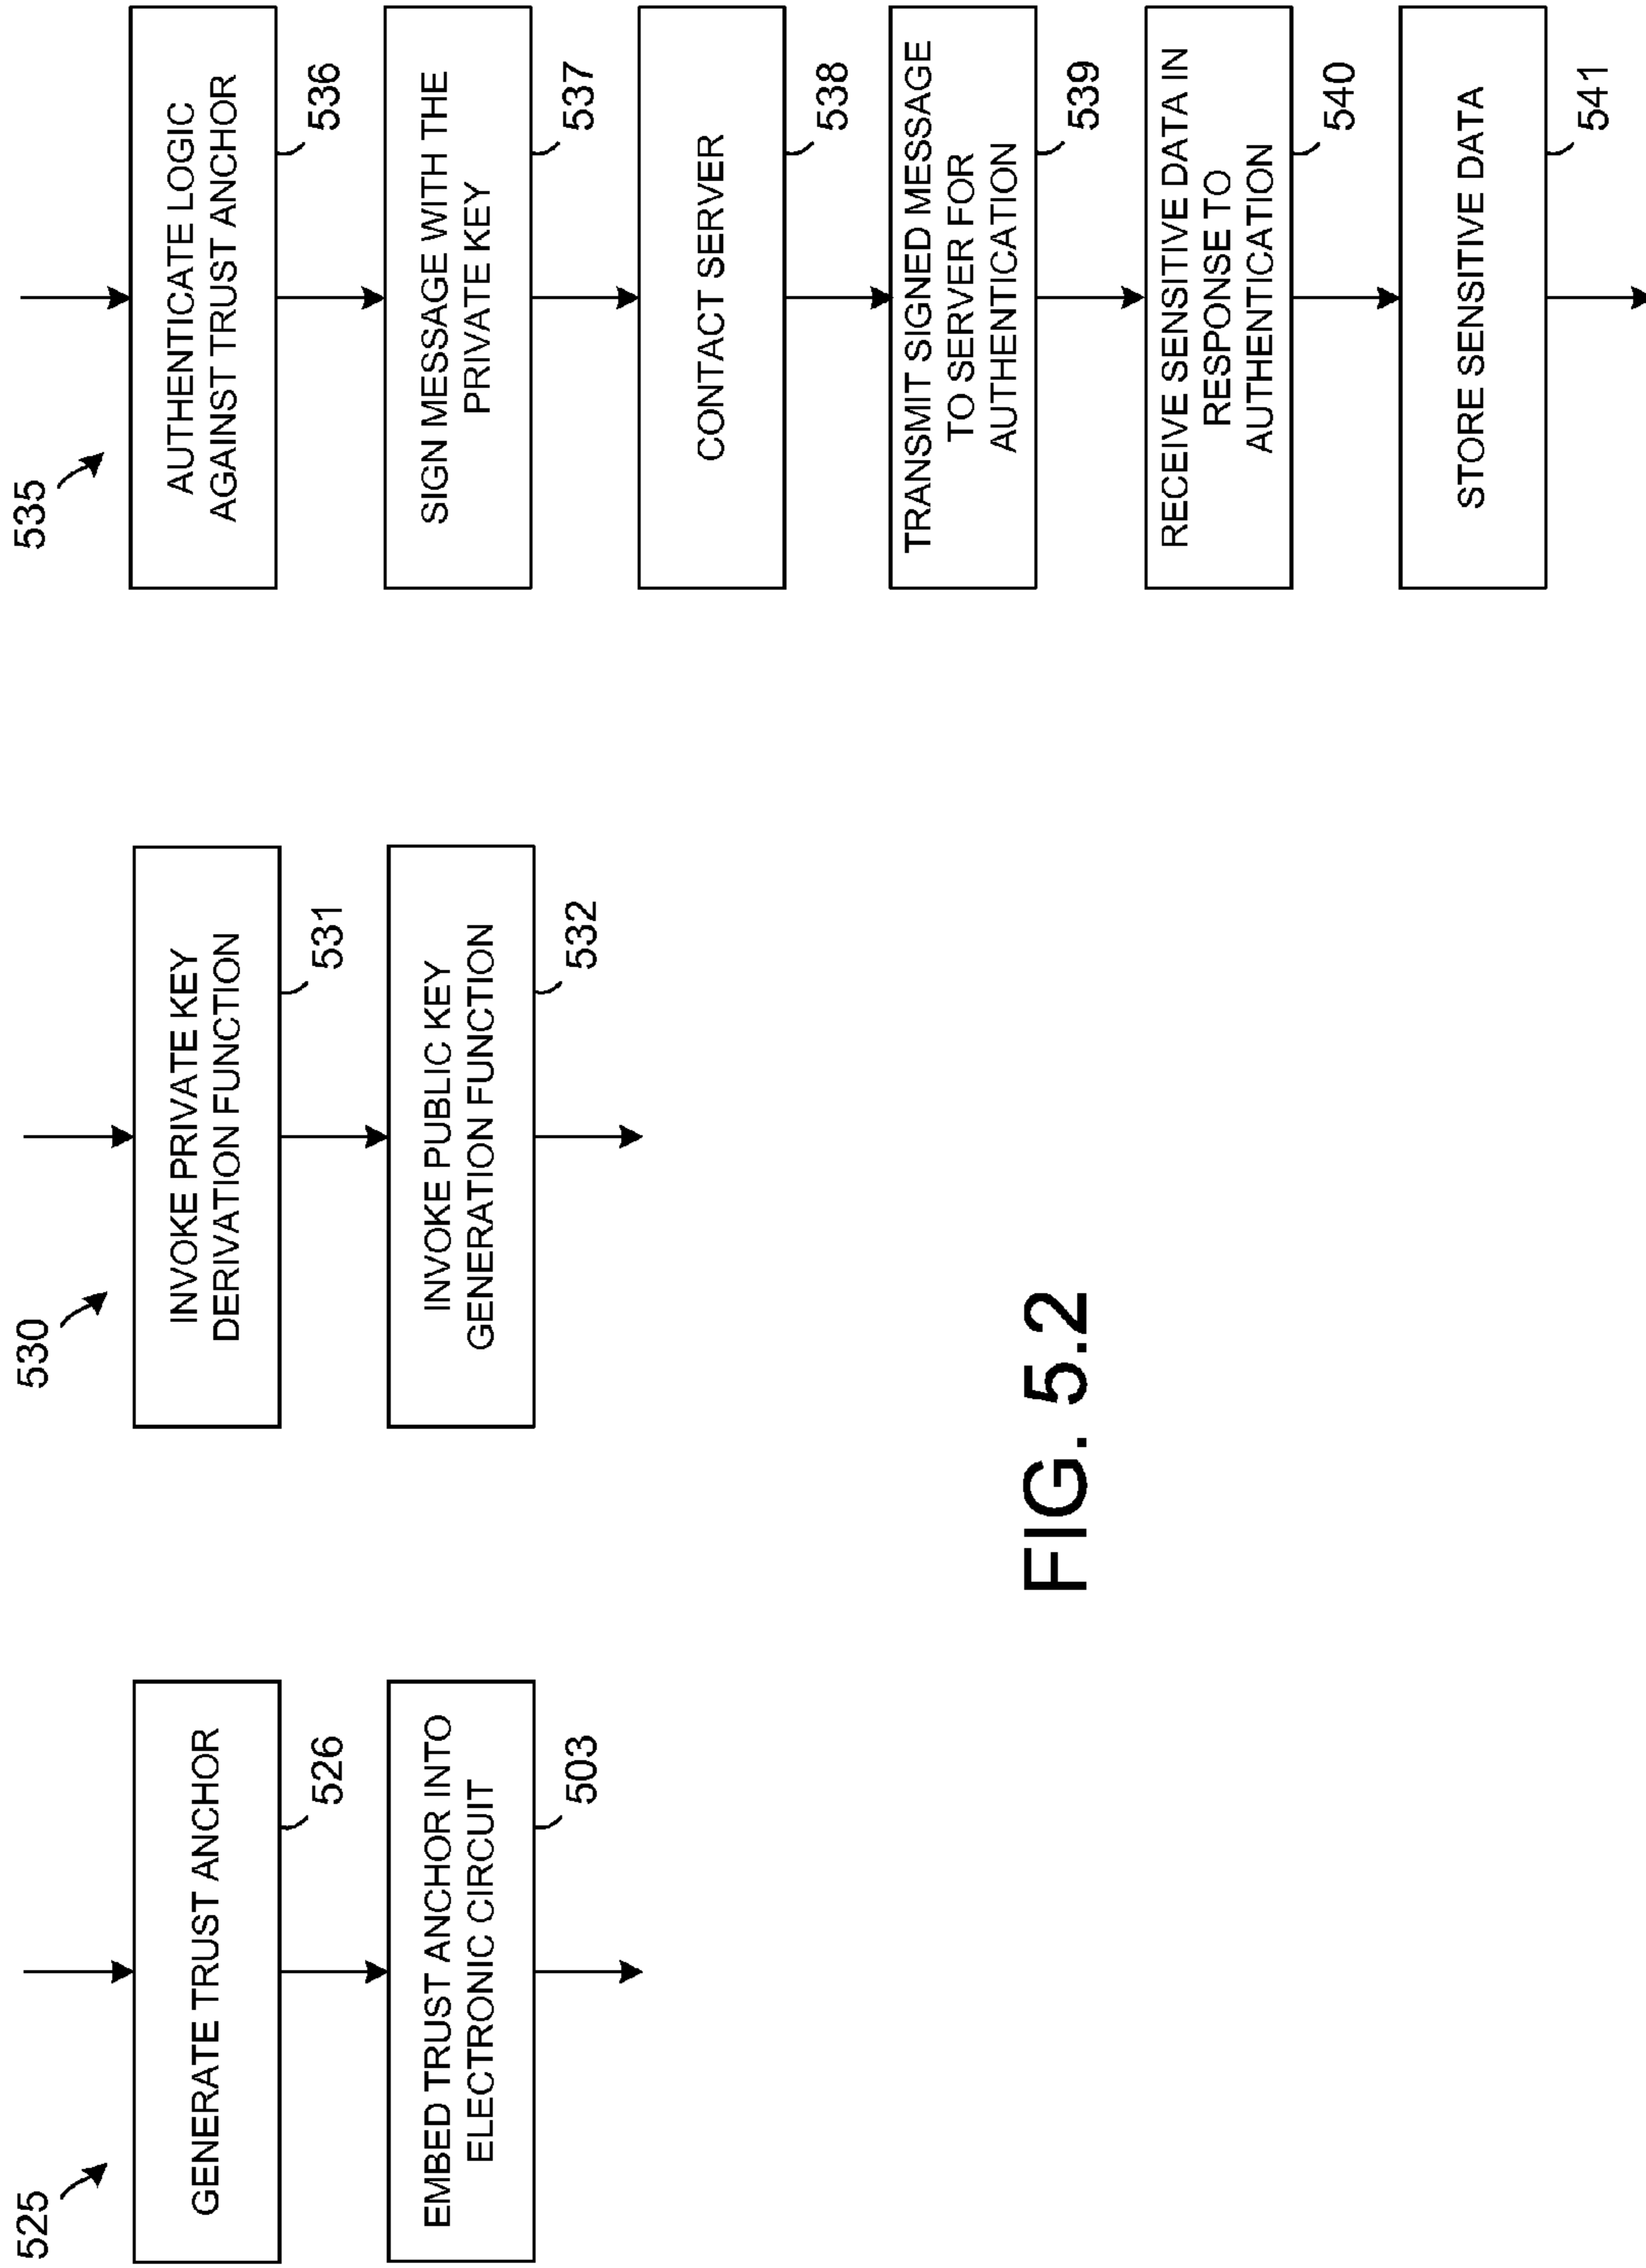 525
GENERATE TRUST ANCHOR
526
EMBED TRUST ANCHOR INTO
ELECTRONIC CIRCUIT
503
530
INVOKE PRIVATE KEY
DERIVATION FUNCTION
531
INVOKE PUBLIC KEY
GENERATION FUNCTION
532
535
AUTHENTICATE LOGIC
AGAINST TRUST ANCHOR
536
SIGN MESSAGE WITH THE
PRIVATE KEY
537
CONTACT SERVER
538
TRANSMIT SIGNED MESSAGE
TO SERVER FOR
AUTHENTICATION
539
RECEIVE SENSITIVE DATA IN
RESPONSE TO
AUTHENTICATION
540
STORE SENSITIVE DATA
541
FIG. 5.2